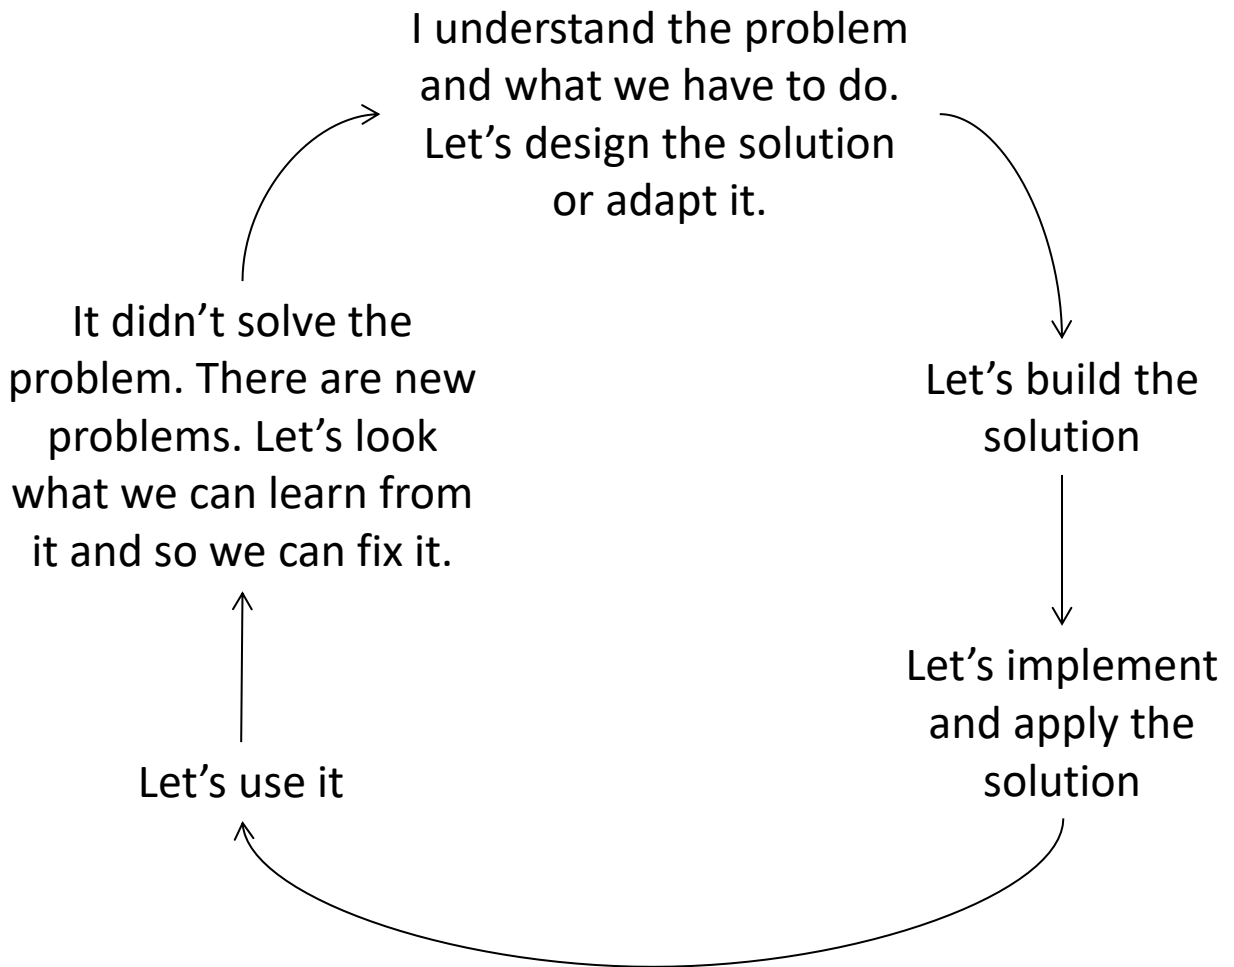 I understand the problem
and what we have to do.
Let’s design the solution
or adapt it.
Let’s build the
solution
Let’s implement
and apply the
solution
Let’s use it
It didn’t solve the
problem. There are new
problems. Let’s look
what we can learn from
it and so we can fix it.